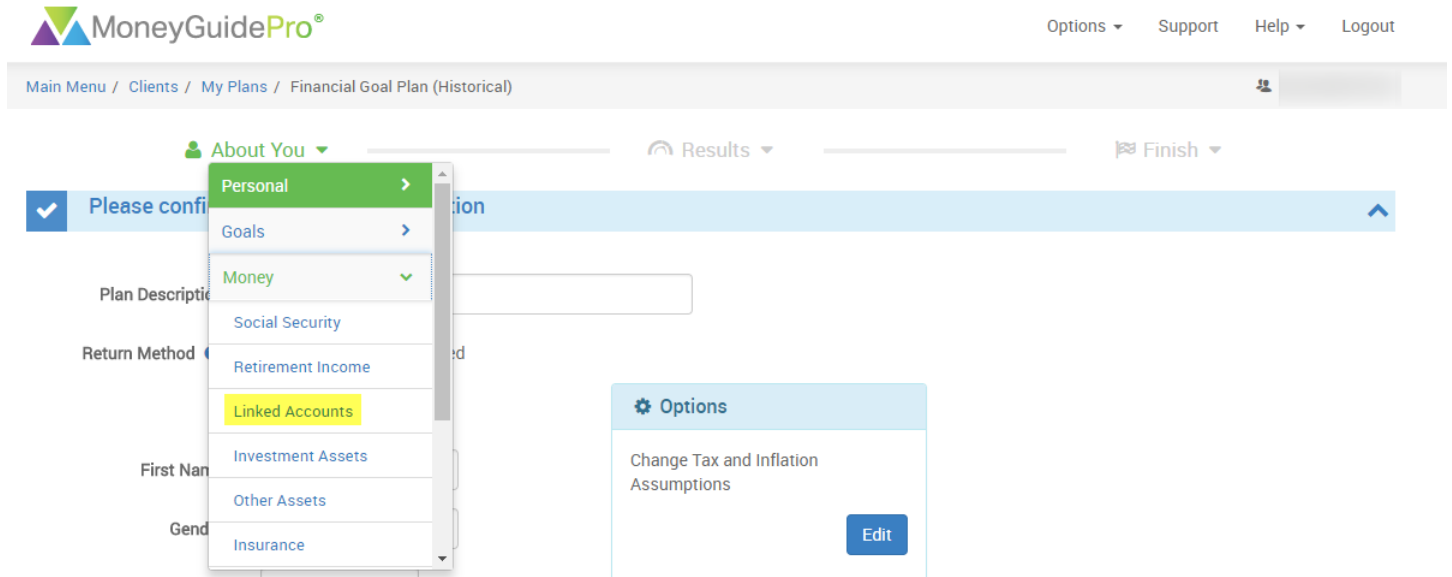 MoneyGuidePro®
Options Support Help Logout
Main Menu / Clients / My Plans / Financial Goal Plan (Historical)
About You Results Finish
Personal
Please confi tion
Goals
Money
Plan Descripti
Social Security
Return Method ed
Retirement Income
Linked Accounts
Options
Investment Assets
Change Tax and Inflation
Assumptions
First Nam
Other Assets
Gend
Edit
Insurance